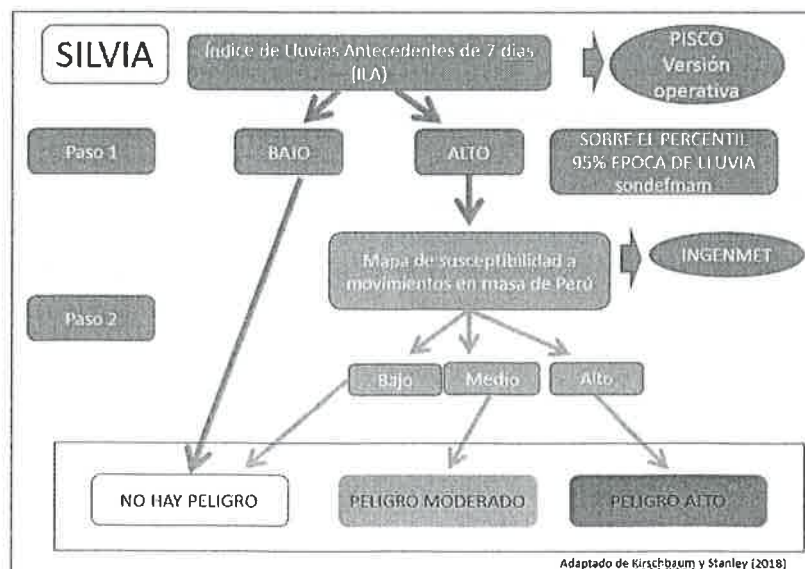 SILVIA
Índice de Lluvias Antecedentes de 7 días
(ILA)
PISCO
Versión
operativa
Paso 1
BAJO
ALTO
SOBRE EL PERCENTIL
95% EPOCA DE LLUVIA
sondefmam
Mapa de susceptibilidad a
movimientos en masa de Perú
INGENMET
Paso 2
Bajo
Medio
Alto
NO HAY PELIGRO
PELIGRO MODERADO
PELIGRO ALTO
Adaptado de Kirschbaum y Stanley (2018)